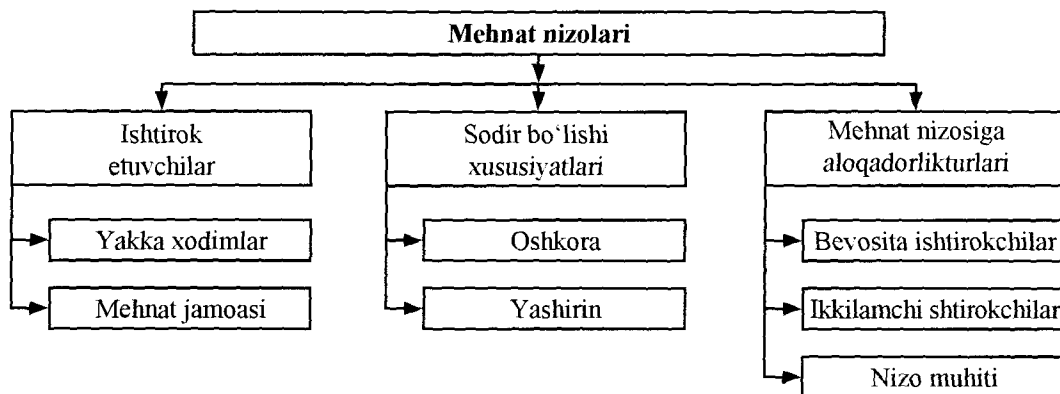 Mehnat nizolari
Ishtirok
etuvchilar
Yakka xodimlar
Mehnat jamoasi
Sodir bo‘lishi
xususiyatlari
Oshkora
Yashirin
Mehnat nizosiga
aloqadorlikturlari
Bevosita ishtirokchilar
Ikkilamchi shtirokchilar
Nizo muhiti